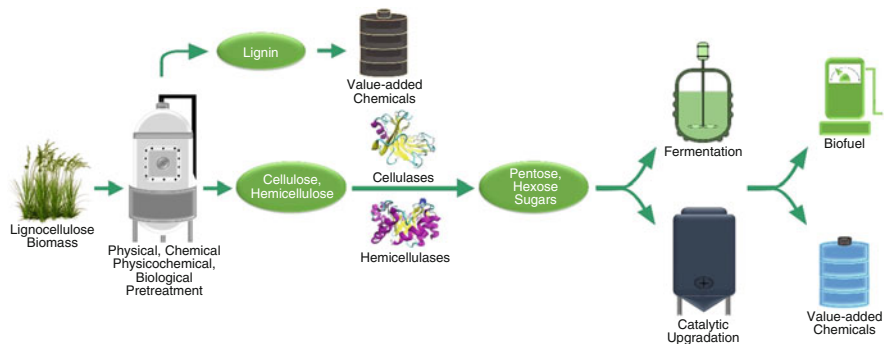 Lignin
Value-added
Chemicals
Lignocellulose
Biomass
Physical, Chemical
Physicochemical,
Biological
Pretreatment
Cellulose,
Hemicellulose
Cellulases
Hemicellulases
Pentose,
Hexose
Sugars
Fermentation
Catalytic
Upgradation
Biofuel
Value-added
Chemicals